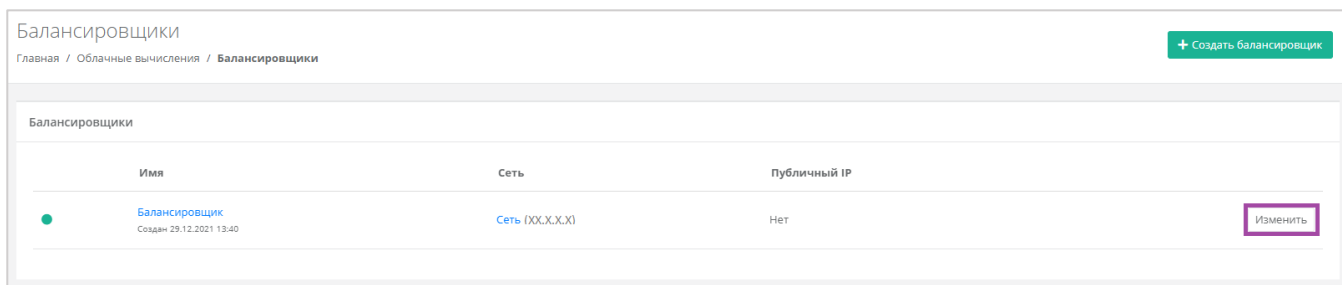 Балансировщики
+ Создать балансировщик
Главная / Облачные вычисления / Балансировщики
Балансировщики
Имя Сеть Публичный IP
Балансировщик Сеть (XX.X.X.X) Нет Изменить
Создан 29.12.2021 13:40